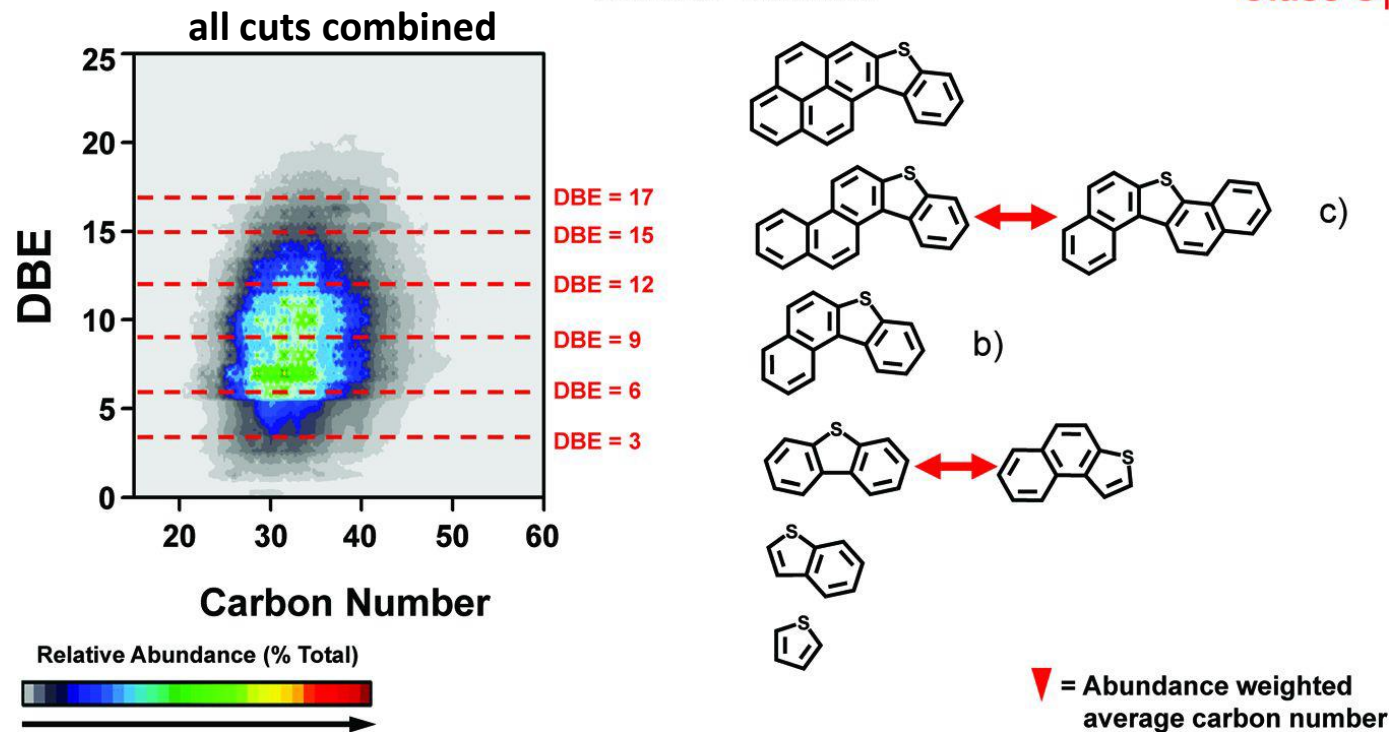 all cuts combined
25
20
15
10
5
0
DBE
20 30 40 50 60
Carbon Number
DBE = 17
DBE = 15
DBE = 12
DBE = 9
DBE = 6
DBE = 3
Relative Abundance (% Total)
S
S S
c)
S
b)
S S
S
S
= Abundance weighted
average carbon number